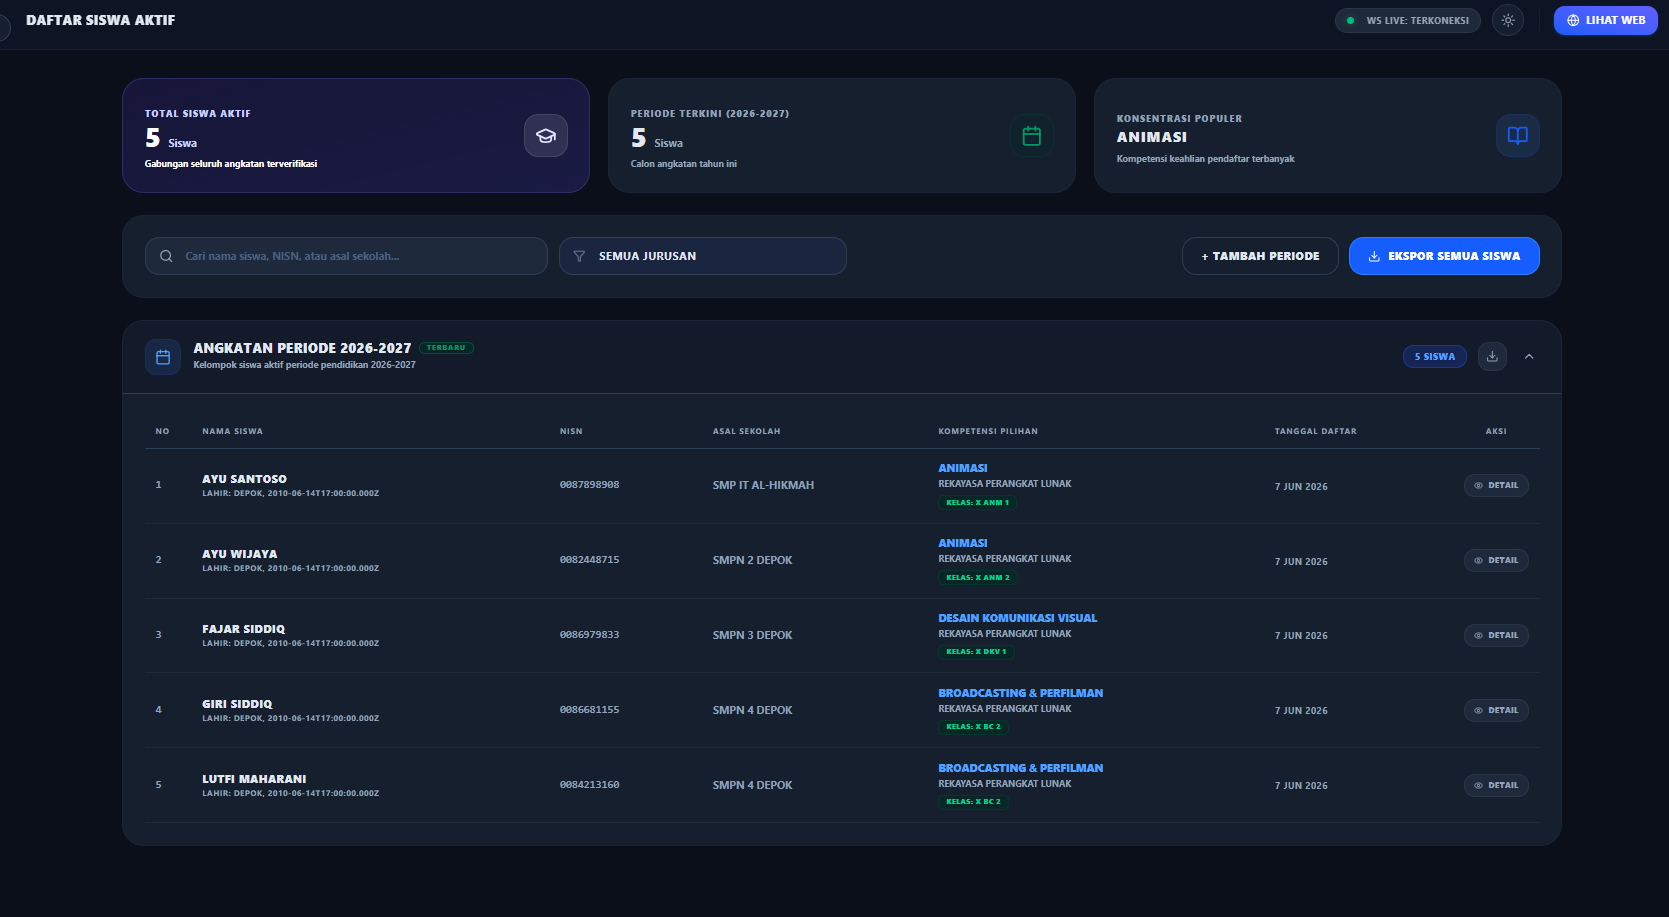 DAFTAR SISWA AKTIF
WS LIVE: TERKONEKSI
LIHAT WEB
TOTAL SISWA AKTIF
5 Siswa
Gabungan seluruh angkatan terverifikasi
PERIODE TERKINI (2026-2027)
5 Siswa
Calon angkatan tahun ini
KONSENTRASI POPULER
ANIMASI
Kompetensi keahlian pendaftar terbanyak
Cari nama siswa, NISN, atau asal sekolah...
SEMUA JURUSAN
+ TAMBAH PERIODE
EKSPOR SEMUA SISWA
ANGKATAN PERIODE 2026-2027 TERBARU
Kelompok siswa aktif periode pendidikan 2026-2027
5 SISWA
NO NAMA SISWA NISN ASAL SEKOLAH KOMPETENSI PILIHAN TANGGAL DAFTAR AKSI
1 AYU SANTOSO
LAHIR: DEPOK, 2010-06-14T17:00:00.000Z
0087898908
SMP IT AL-HIKMAH
ANIMASI
REKAYASA PERANGKAT LUNAK
KELAS: X ANM 1
7 JUN 2026
DETAIL
2 AYU WIJAYA
LAHIR: DEPOK, 2010-06-14T17:00:00.000Z
0082448715
SMPN 2 DEPOK
ANIMASI
REKAYASA PERANGKAT LUNAK
KELAS: X ANM 2
7 JUN 2026
DETAIL
3 FAJAR SIDDIQ
LAHIR: DEPOK, 2010-06-14T17:00:00.000Z
0086979833
SMPN 3 DEPOK
DESAIN KOMUNIKASI VISUAL
REKAYASA PERANGKAT LUNAK
KELAS: X DKV 1
7 JUN 2026
DETAIL
4 GIRI SIDDIQ
LAHIR: DEPOK, 2010-06-14T17:00:00.000Z
0086681155
SMPN 4 DEPOK
BROADCASTING & PERFILMAN
REKAYASA PERANGKAT LUNAK
KELAS: X BC 2
7 JUN 2026
DETAIL
5 LUTFI MAHARANI
LAHIR: DEPOK, 2010-06-14T17:00:00.000Z
0084213160
SMPN 4 DEPOK
BROADCASTING & PERFILMAN
REKAYASA PERANGKAT LUNAK
KELAS: X BC 2
7 JUN 2026
DETAIL